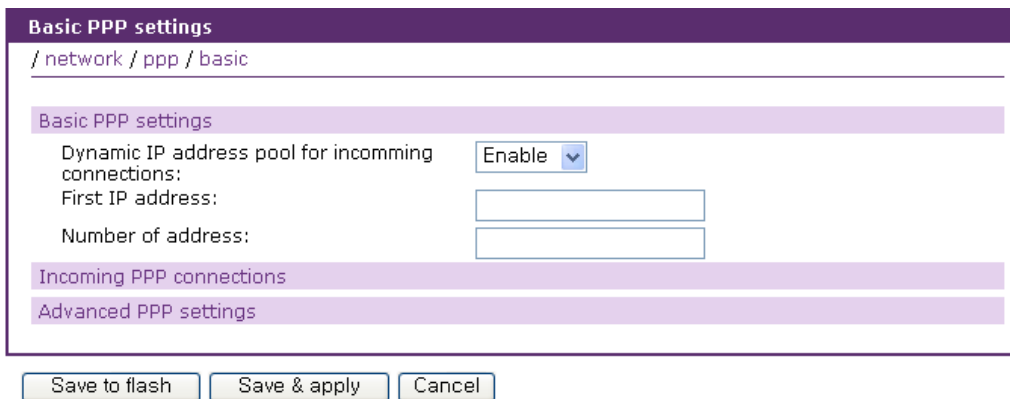 Basic PPP settings
/ network / ppp / basic
Basic PPP settings
Dynamic IP address pool for incomming
connections:
Enable
First IP address:
Number of address:
Incoming PPP connections
Advanced PPP settings
Save to flash
Save & apply
Cancel